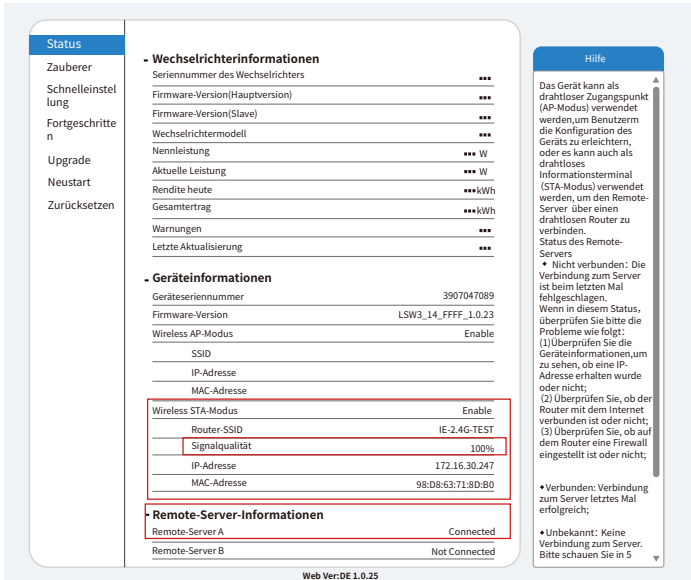 Status
Zauberer
Schnelleinstel
lung
Fortgeschritte
n
Upgrade
Neustart
Zurücksetzen
- Wechselrichterinformationen
Seriennummer des Wechselrichters ...
Firmware-Version(Hauptversion) ...
Firmware-Version(Slave) ...
Wechselrichtermodell ...
Nennleistung ... W
Aktuelle Leistung ... W
Rendite heute ...kWh
Gesamtertrag ...kWh
Warnungen ...
Letzte Aktualisierung ...
- Geräteinformationen
Geräteseriennummer 3907047089
Firmware-Version LSW3_14_FFFF_1.0.23
Wireless AP-Modus Enable
SSID
IP-Adresse
MAC-Adresse
Wireless STA-Modus Enable
Router-SSID IE-2.4G-TEST
Signalqualität 100%
IP-Adresse 172.16.30.247
MAC-Adresse 98:D8:63:71:8D:B0
- Remote-Server-Informationen
Remote-Server A Connected
Remote-Server B Not Connected
Hilfe
Das Gerät kann als
drahtloser Zugangspunkt
(AP-Modus) verwendet
werden,um Benutzerm
die Konfiguration des
Geräts zu erleichtern,
oder es kann auch als
drahtloses
Informationsterminal
(STA-Modus)verwendet
werden, um den Remote-
Server über einen
drahtlosen Router zu
verbinden.
Status des Remote-
Servers
◆ Nicht verbunden: Die
Verbindung zum Server
ist beim letzten Mal
fehlgeschlagen.
Wenn in diesem Status,
überprüfen Sie bitte die
Probleme wie folgt:
(1)Überprüfen Sie die
Geräteinformationen,um
zu sehen, ob eine IP-
Adresse erhalten wurde
oder nicht;
(2)Überprüfen Sie, ob der
Router mit dem Internet
verbunden ist oder nicht;
(3)Überprüfen Sie, ob auf
dem Router eine Firewall
eingestellt ist oder nicht;
◆Verbunden: Verbindung
zum Server letztes Mal
erfolgreich;
◆Unbekannt: Keine
Verbindung zum Server.
Bitte schauen Sie in 5
Web Ver:DE 1.0.25